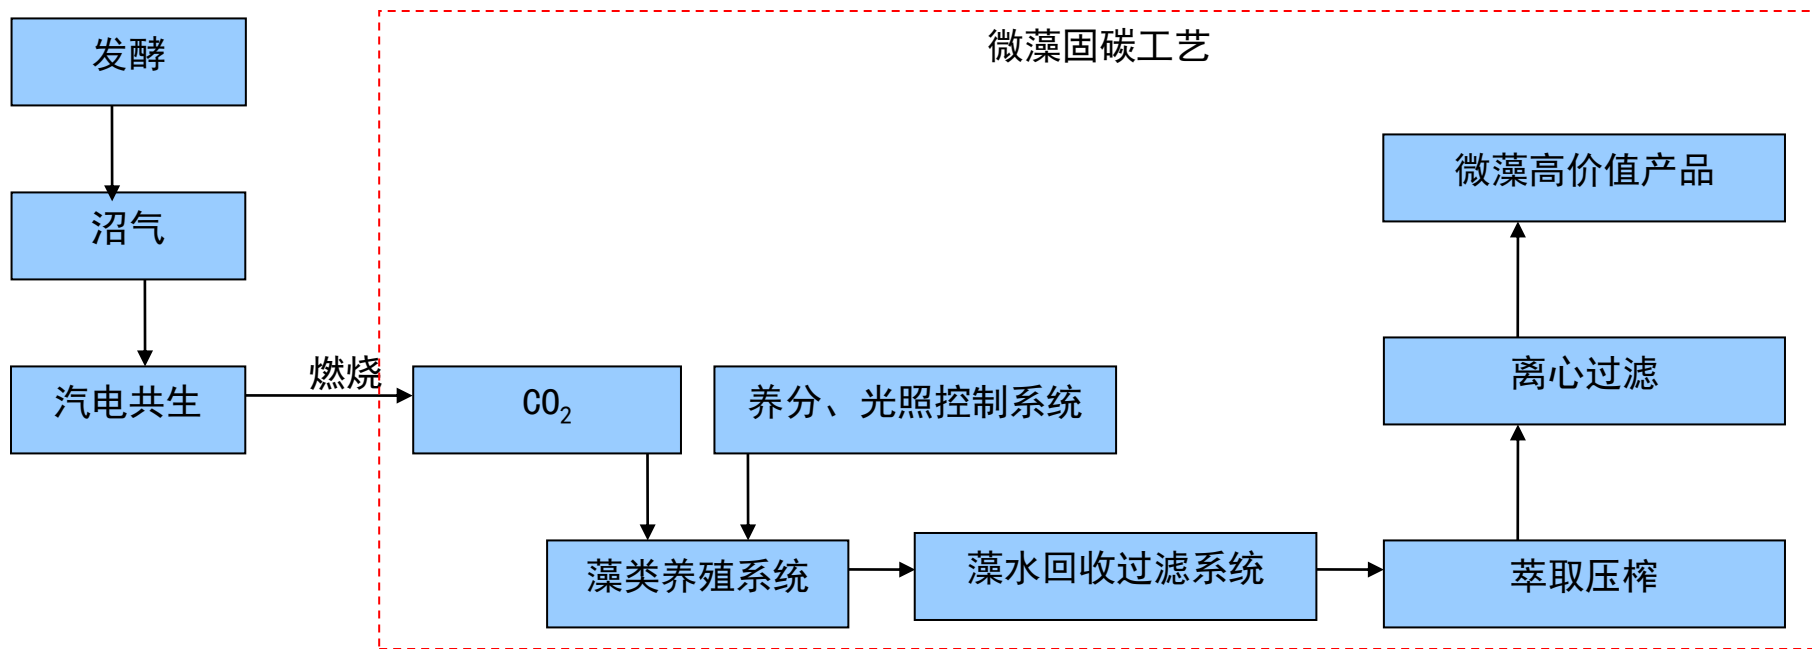 发酵
微藻固碳工艺
沼气
微藻高价值产品
汽电共生
燃烧
CO₂
养分、光照控制系统
离心过滤
藻类养殖系统
藻水回收过滤系统
萃取压榨